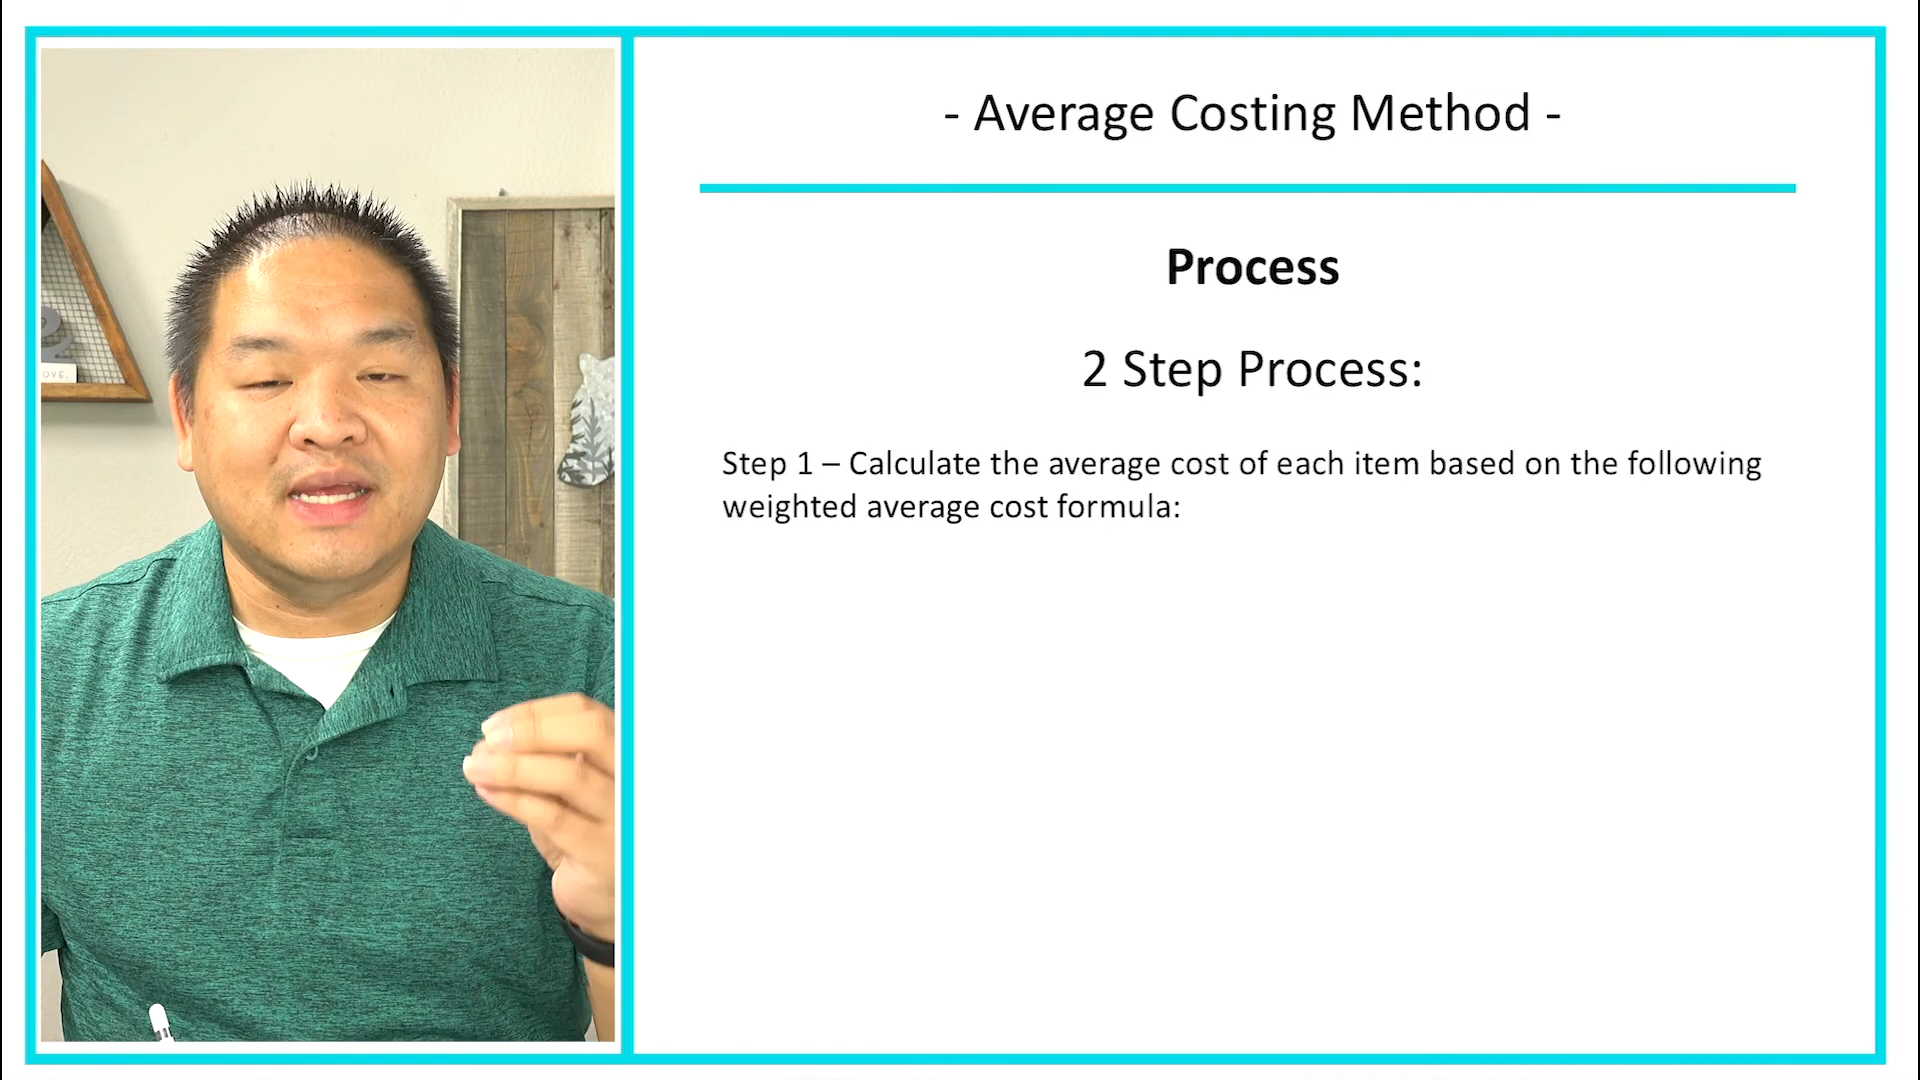 - Average Costing Method -
Process
2 Step Process:
Step 1 – Calculate the average cost of each item based on the following
weighted average cost formula:
OVE.